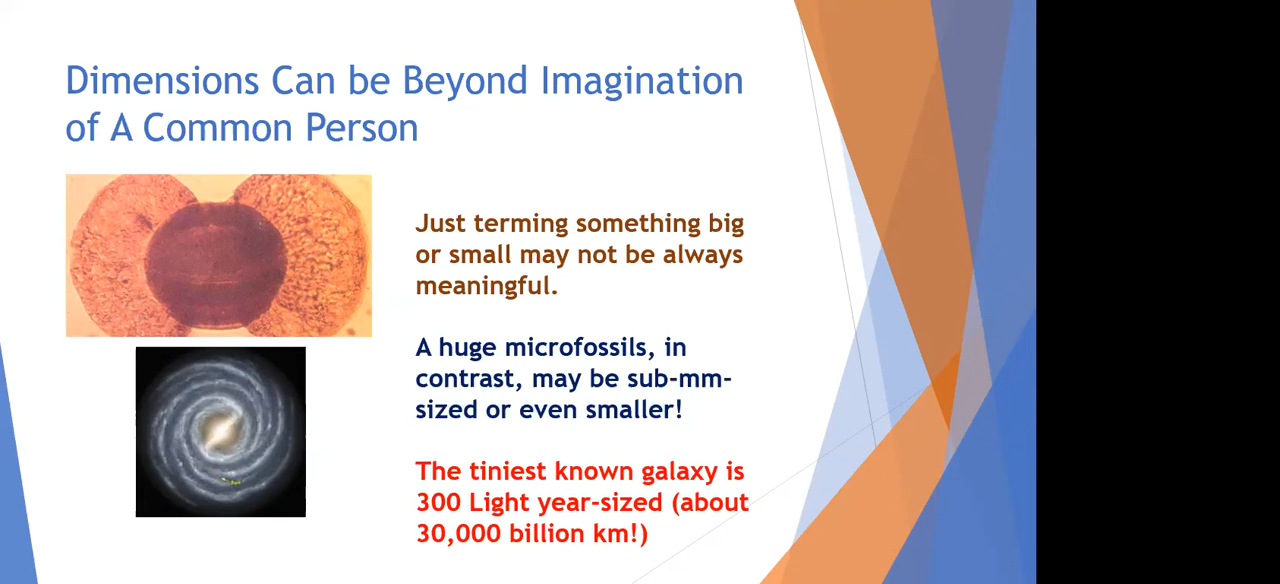 Dimensions Can be Beyond Imagination
of A Common Person
Just terming something big
or small may not be always
meaningful.
A huge microfossils, in
contrast, may be sub-mm-
sized or even smaller!
The tiniest known galaxy is
300 Light year-sized (about
30,000 billion km!)